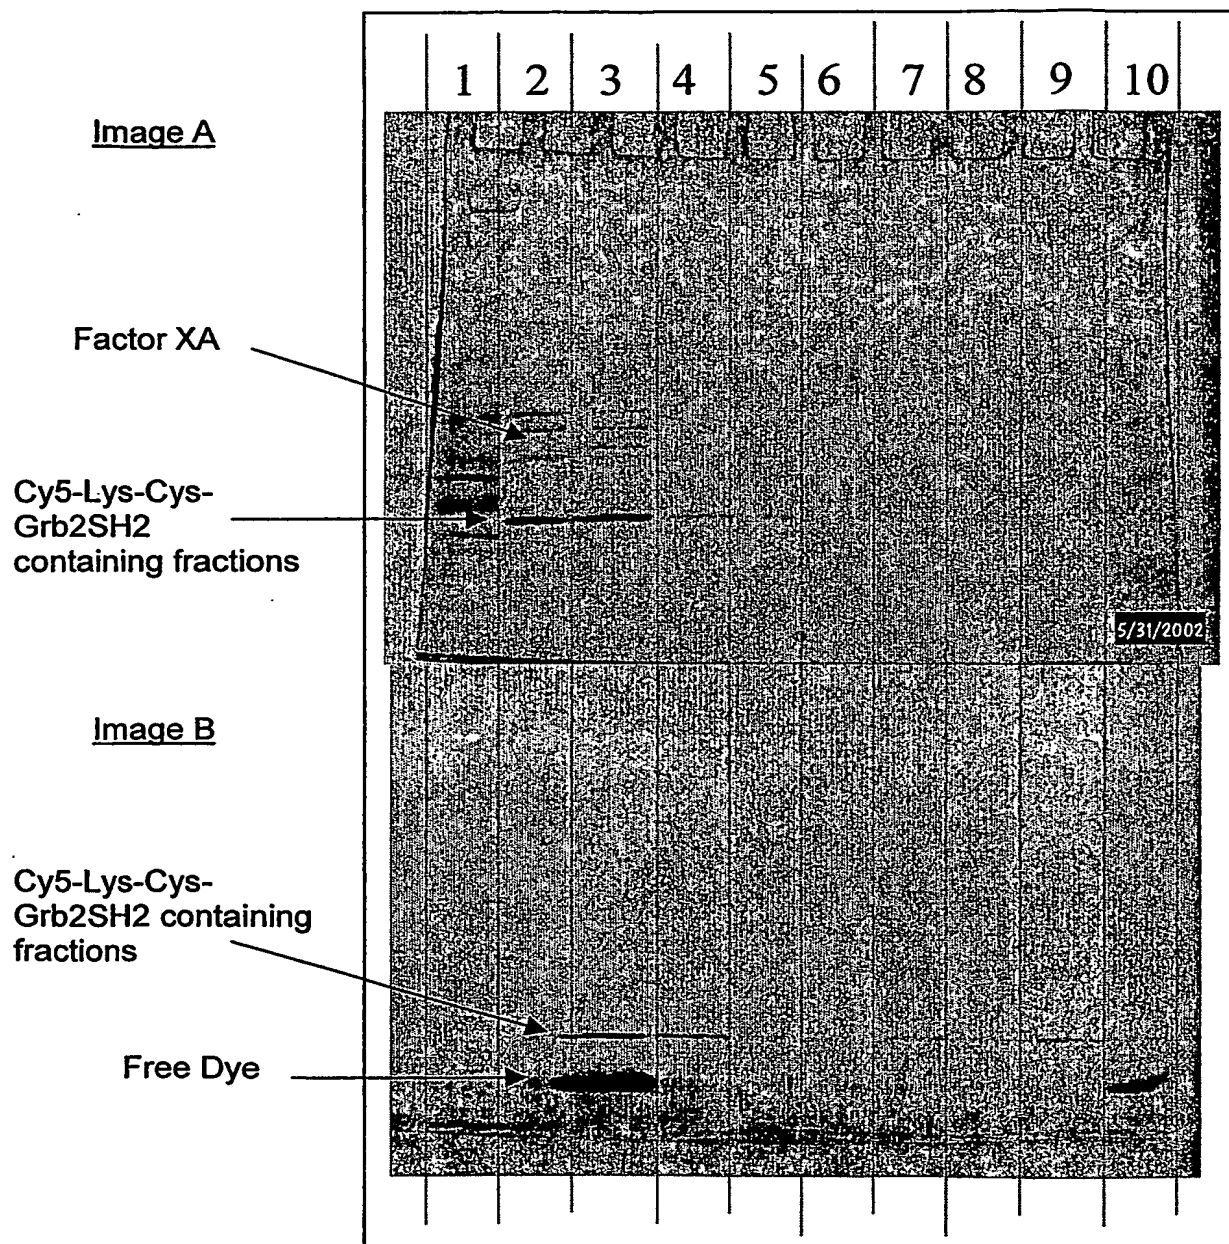 1 2 3 4 5 6 7 8 9 10
Image A
Factor XA
Cy5-Lys-Cys-
Grb2SH2
containing fractions
5/31/2002
Image B
Cy5-Lys-Cys-
Grb2SH2 containing
fractions
Free Dye